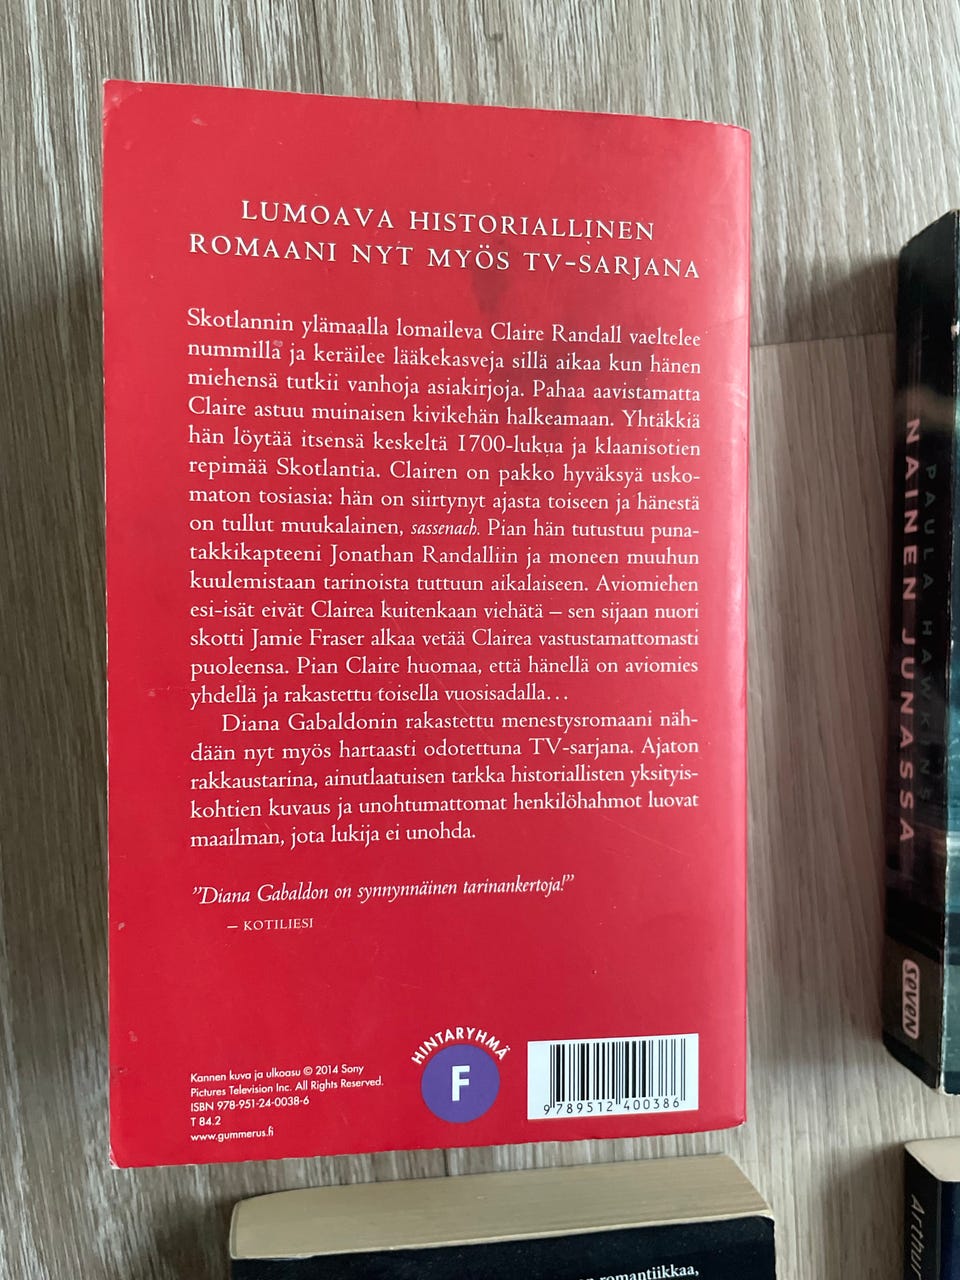 LUMOAVA HISTORIALLINEN
ROMAANI NYT MYÖS TV-SARJANA
Skotlannin ylämaalla lomaileva Claire Randall vaeltelee
nummilla ja keräilee lääkekasveja sillä aikaa kun hänen
miehensä tutkii vanhoja asiakirjoja. Pahaa aavistamatta
Claire astuu muinaisen kivikehän halkeamaan. Yhtäkkiä
hän löytää itsensä keskeltä 1700-lukua ja klaanisotien
repimää Skotlantia. Clairen on pakko hyväksyä usko-
maton tosiasia: hän on siirtynyt ajasta toiseen ja hänestä
on tullut muukalainen, sassenach. Pian hän tutustuu puna-
takkikapteeni Jonathan Randalliin ja moneen muuhun
kuulemistaan tarinoista tuttuun aikalaiseen. Aviomiehen
esi-isät eivät Clairea kuitenkaan viehätä – sen sijaan nuori
skotti Jamie Fraser alkaa vetää Clairea vastustamattomasti
puoleensa. Pian Claire huomaa, että hänellä on aviomies
yhdellä ja rakastettu toisella vuosisadalla...
Diana Gabaldonin rakastettu menestysromaani näh-
dään nyt myös hartaasti odotettuna TV-sarjana. Ajaton
rakkaustarina, ainutlaatuisen tarkka historiallisten yksityis-
kohtien kuvaus ja unohtumattomat henkilöhahmot luovat
maailman, jota lukija ei unohda.
"Diana Gabaldon on synnynnäinen tarinankertoja!"
– KOTILIESI
Kannen kuva ja ulkoasu © 2014 Sony
Pictures Television Inc. All Rights Reserved.
ISBN 978-951-24-0038-6
T 84.2
www.gummerus.fi
HINTARYHMÄ
F
9 789512 400386
PAULA HAWKINS
NAINEN JUNASSA
seven
Arthur
romantiikkaa,